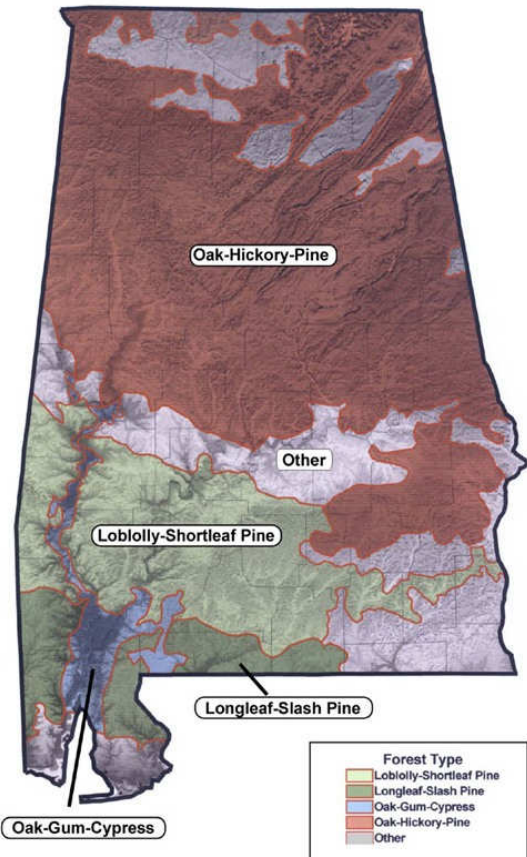 Oak-Hickory-Pine
Other
Loblolly-Shortleaf Pine
Longleaf-Slash Pine
Oak-Gum-Cypress
Forest Type
Loblolly-Shortleaf Pine
Longleaf-Slash Pine
Oak-Gum-Cypress
Oak-Hickory-Pine
Other